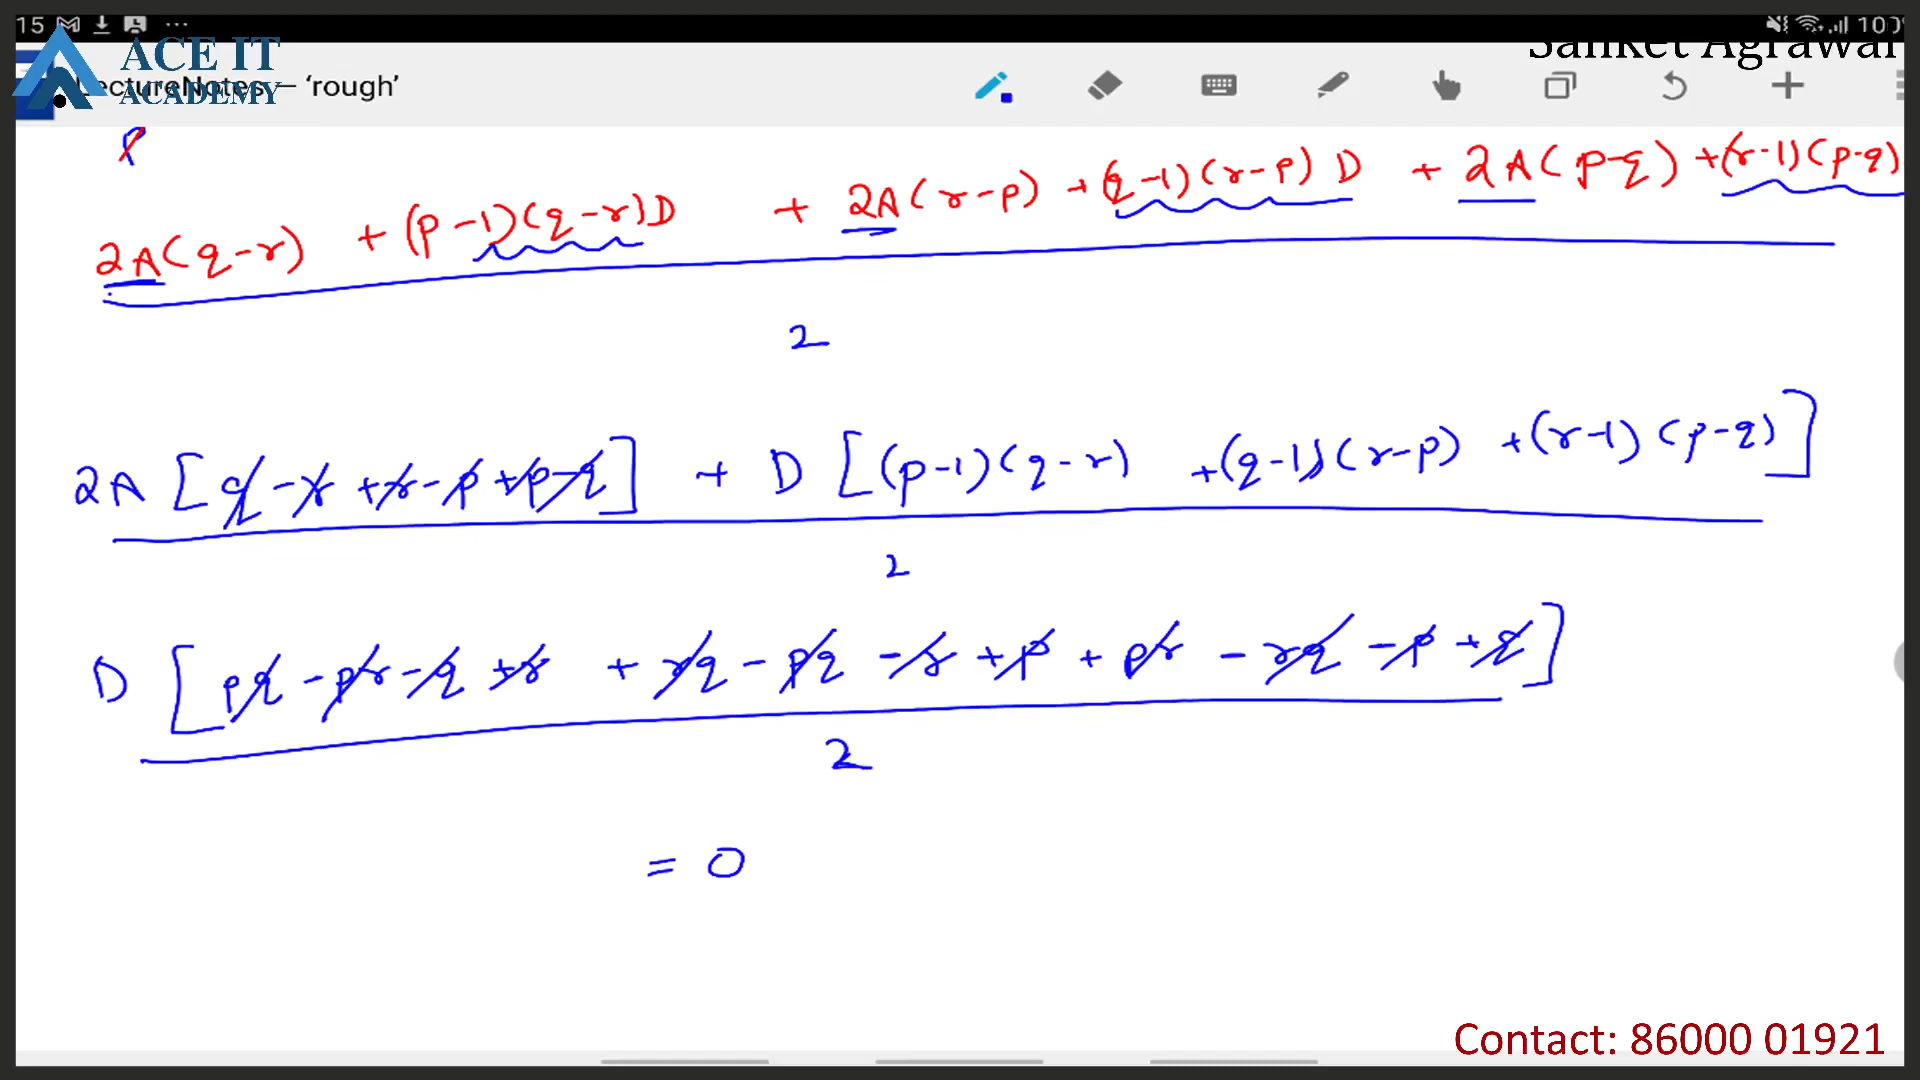 15 ... 100
ACE IT
ACADEMY
LectureNotes – ‘rough’
Sanket Agrawal
2A(q-r) + (p-1)(q-r)D + 2A(r-p) + (q-1)(r-p) D + 2A(p-q) + (r-1)(p-q)
2
2A [q-r+r-p+p-q] + D [(p-1)(q-r) +(q-1)(r-p) +(r-1)(p-q)]
2
D [pq - pr - q + r + rq - pq - r + p + pr - rq - p + q]
2
= 0
Contact: 86000 01921